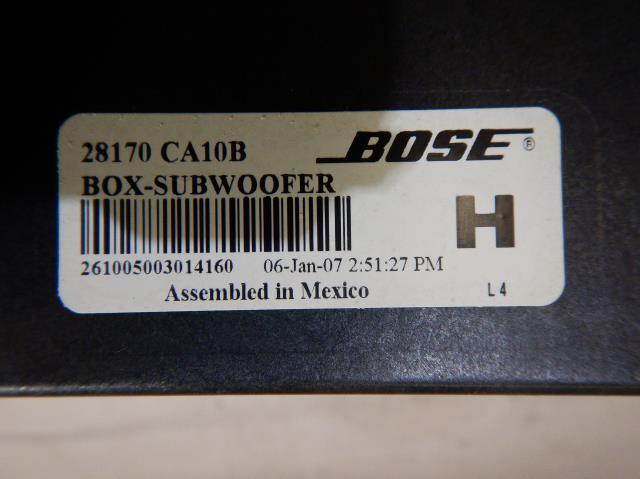 28170 CA10B BOSE®
BOX-SUBWOOFER
H
261005003014160 06-Jan-07 2:51:27 PM
Assembled in Mexico L4